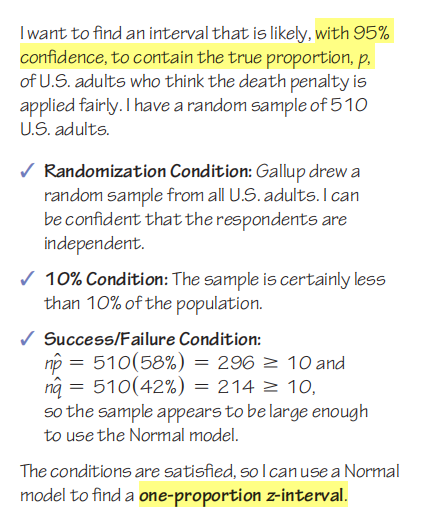 I want to find an interval that is likely, with 95%
confidence, to contain the true proportion, p,
of U.S. adults who think the death penalty is
applied fairly. I have a random sample of 510
U.S. adults.
✓ Randomization Condition: Gallup drew a
random sample from all U.S. adults. I can
be confident that the respondents are
independent.
✓ 10% Condition: The sample is certainly less
than 10% of the population.
✓ Success/Failure Condition:
np̂ = 510(58%) = 296 ≥ 10 and
nq̂ = 510(42%) = 214 ≥ 10,
so the sample appears to be large enough
to use the Normal model.
The conditions are satisfied, so I can use a Normal
model to find a one-proportion z-interval.